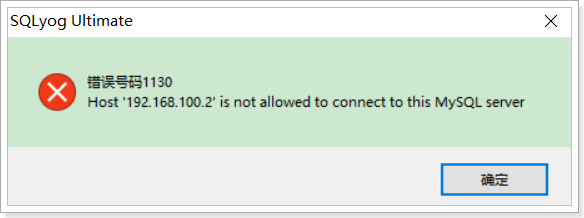 SQLyog Ultimate
错误号码1130
Host '192.168.100.2' is not allowed to connect to this MySQL server
确定